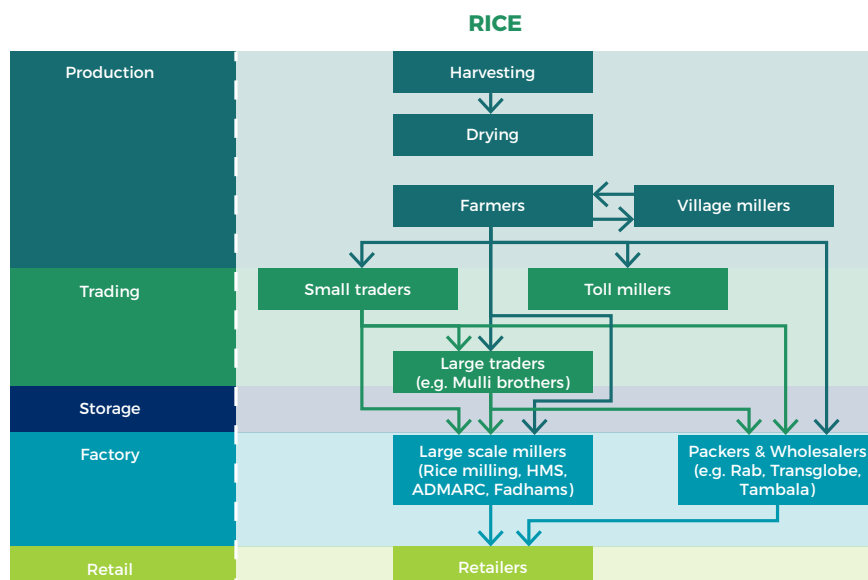 RICE
Production
Harvesting
Drying
Farmers
Village millers
Trading
Small traders
Toll millers
Large traders
(e.g. Mulli brothers)
Storage
Factory
Large scale millers
(Rice milling, HMS,
ADMARC, Fadhams)
Packers & Wholesalers
(e.g. Rab, Transglobe,
Tambala)
Retail
Retailers